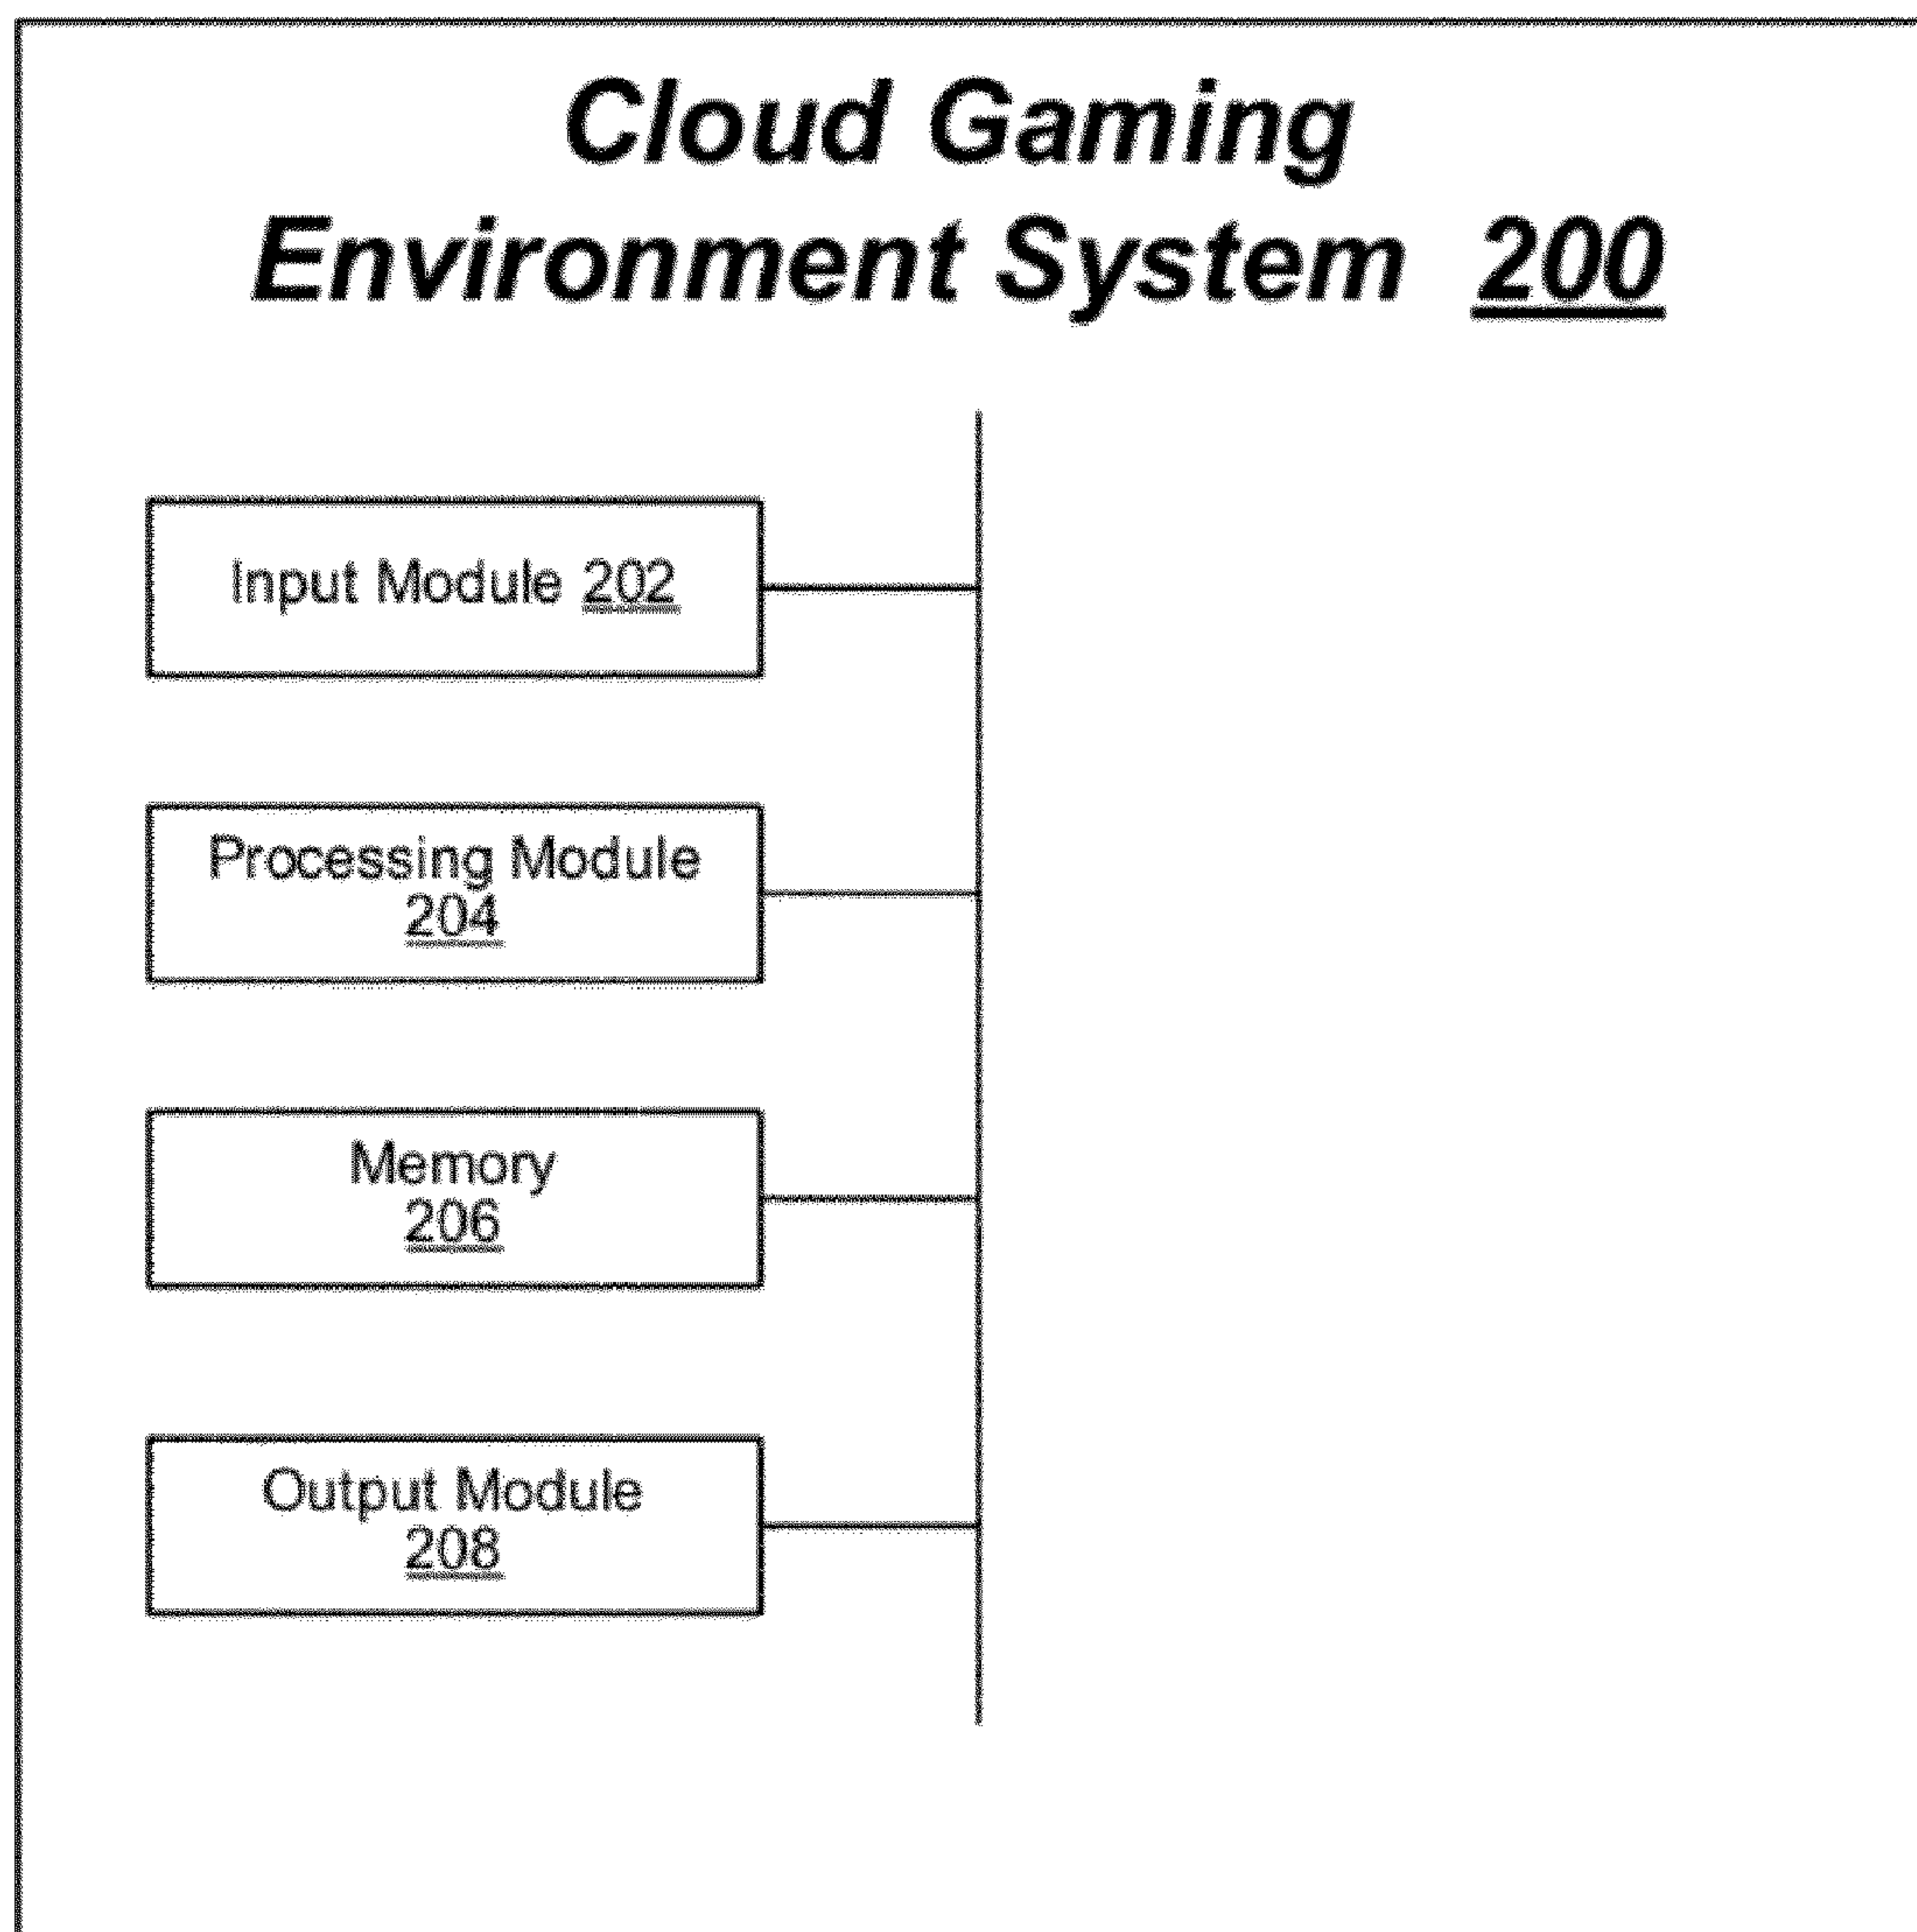 Cloud Gaming
Environment System 200
Input Module 202
Processing Module
204
Memory
206
Output Module
208